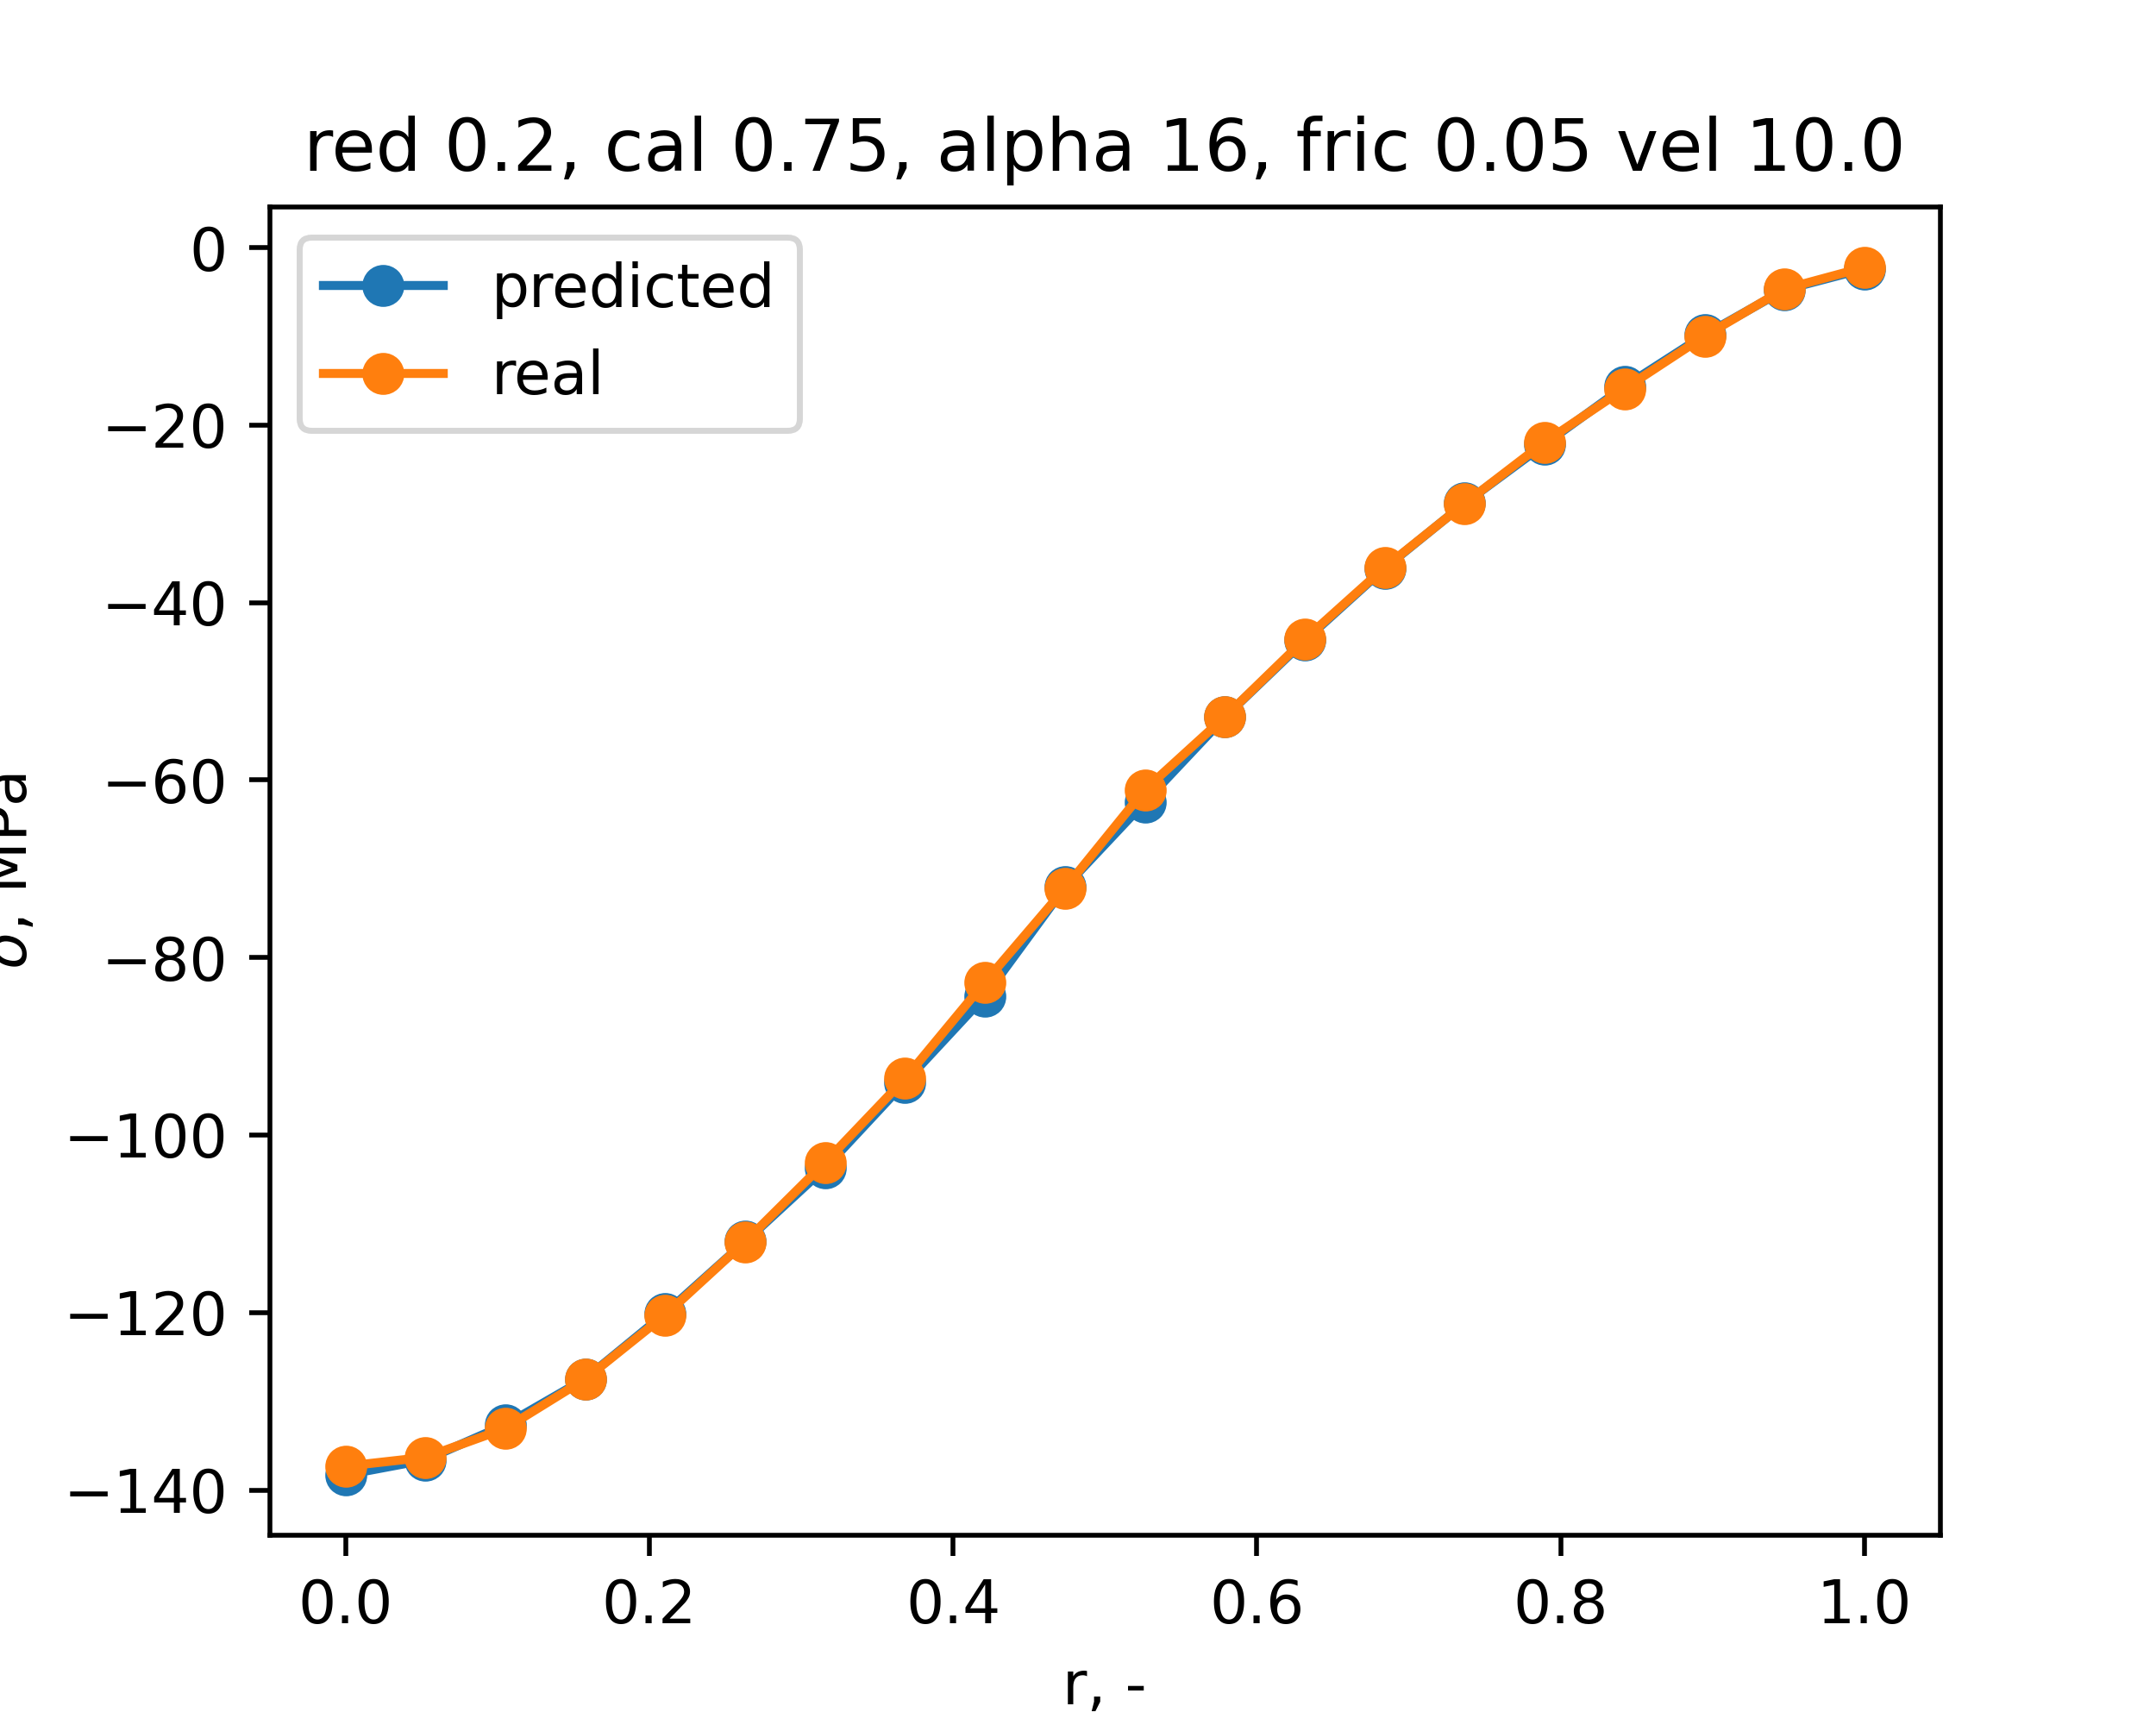 red 0.2, cal 0.75, alpha 16, fric 0.05 vel 10.0
predicted
real
0
−20
−40
−60
−80
−100
−120
−140
σ, MPa
0.0 0.2 0.4 0.6 0.8 1.0
r, -